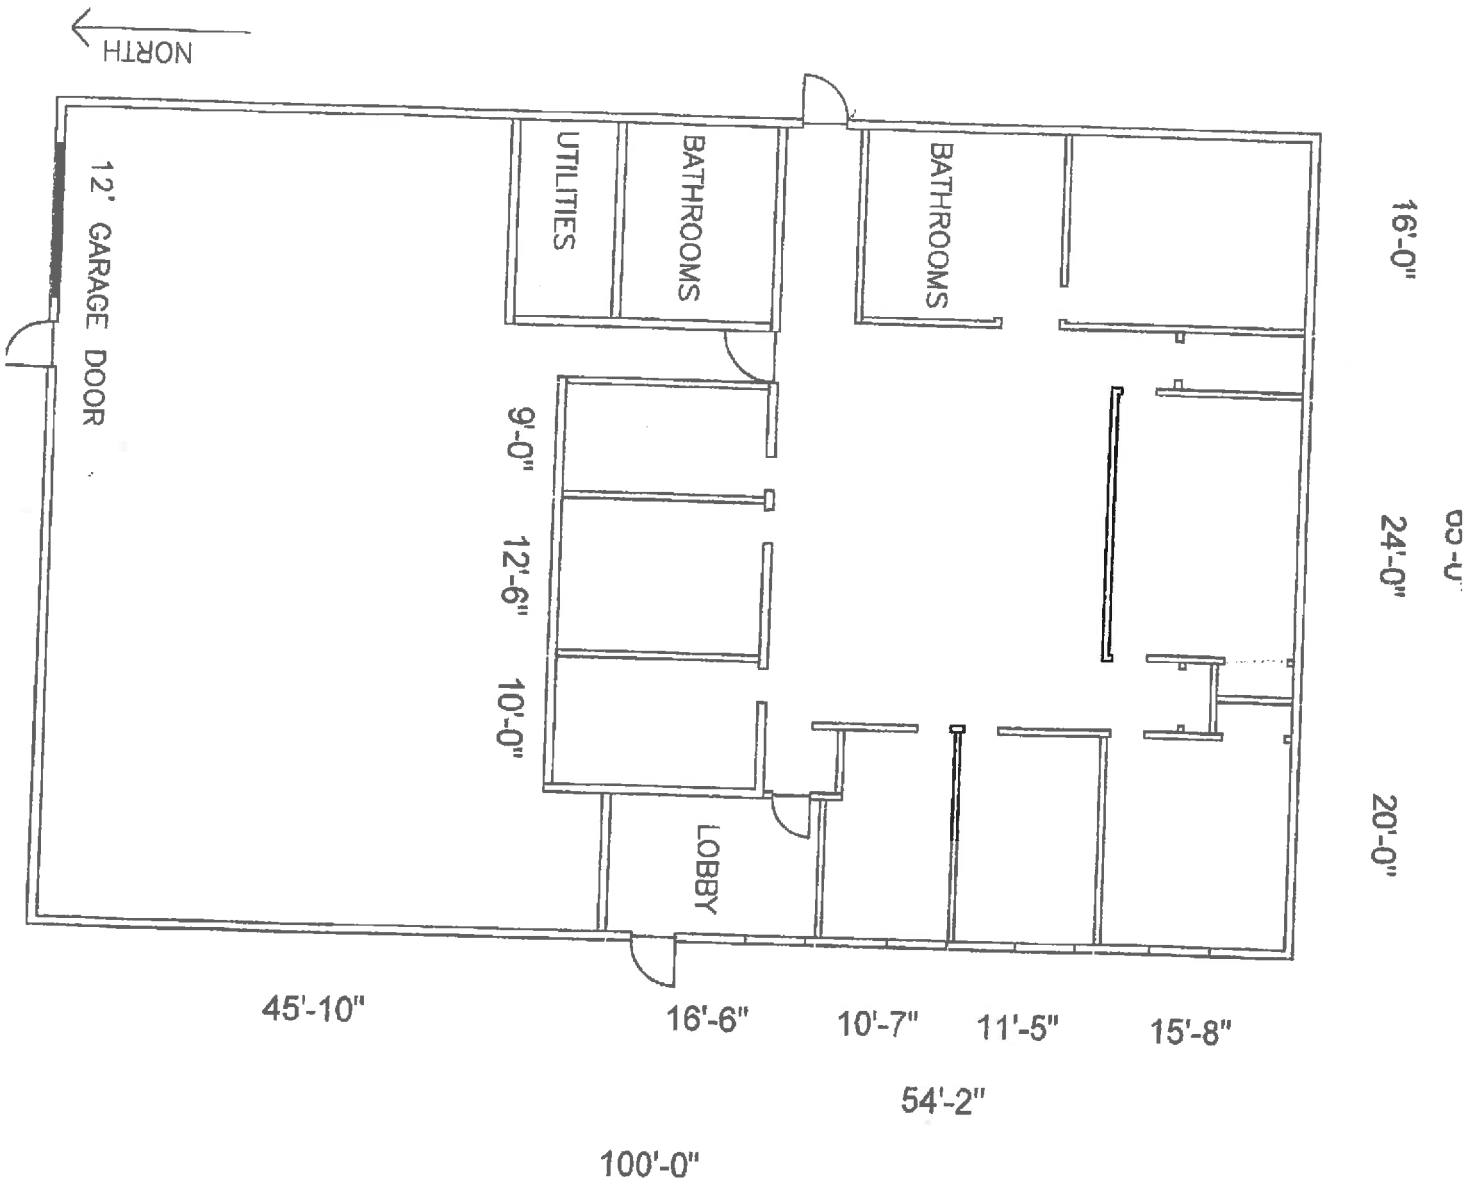 NORTH
12' GARAGE DOOR
UTILITIES
BATHROOMS
BATHROOMS
16'-0"
24'-0"
20'-0"
9'-0"
12'-6"
10'-0"
LOBBY
45'-10"
16'-6"
10'-7"
11'-5"
15'-8"
54'-2"
100'-0"